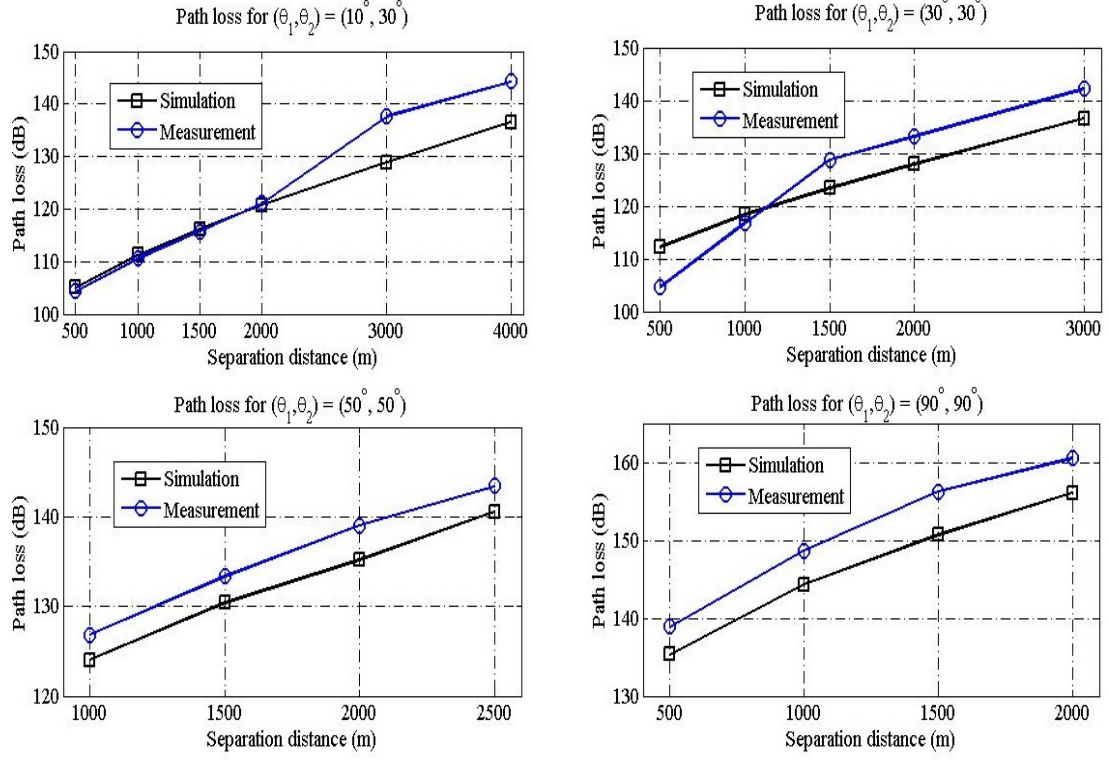 Path loss for (θ₁,θ₂) = (10°, 30°)
150
140
130
120
110
100
Path loss (dB)
Simulation
Measurement
500 1000 1500 2000 3000 4000
Separation distance (m)
Path loss for (θ₁,θ₂) = (30°, 30°)
150
140
130
120
110
100
Path loss (dB)
Simulation
Measurement
500 1000 1500 2000 3000
Separation distance (m)
Path loss for (θ₁,θ₂) = (50°, 50°)
150
140
130
120
Path loss (dB)
Simulation
Measurement
1000 1500 2000 2500
Separation distance (m)
Path loss for (θ₁,θ₂) = (90°, 90°)
160
150
140
130
Path loss (dB)
Simulation
Measurement
500 1000 1500 2000
Separation distance (m)